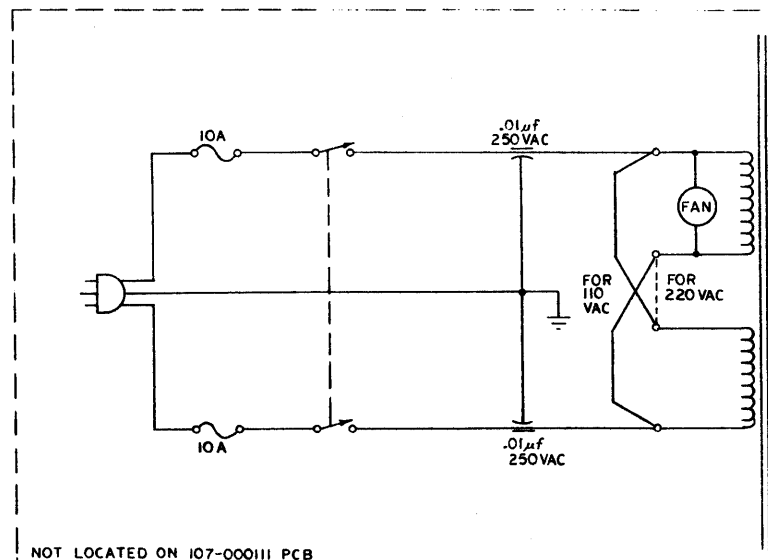 10A
.01µf
250VAC
FAN
FOR
110
VAC
FOR
220 VAC
10A
.01µf
250VAC
NOT LOCATED ON 107-000111 PCB